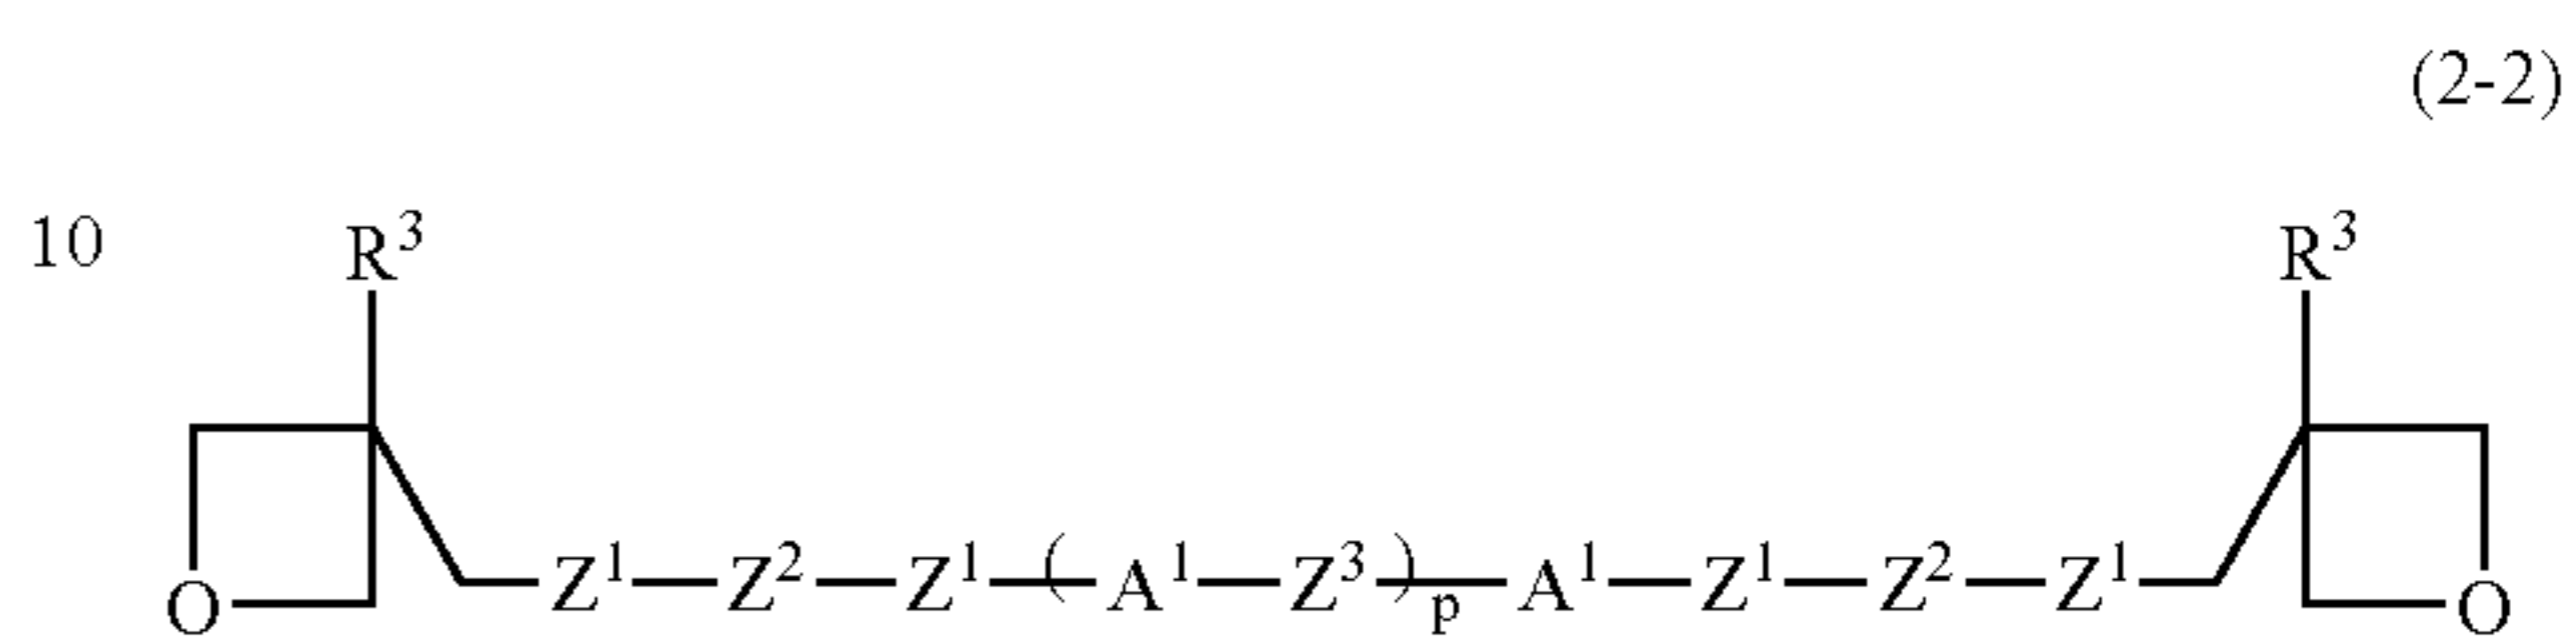 (2-2)
10 R³ R³
O Z¹—Z²—Z¹—(A¹—Z³)ₚ—A¹—Z¹—Z²—Z¹ O